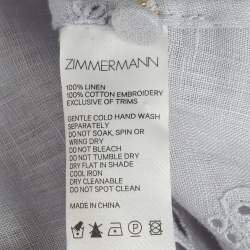 ZIMMERMANN
100% LINEN
100% COTTON EMBROIDERY
EXCLUSIVE OF TRIMS
GENTLE COLD HAND WASH
SEPARATELY
DO NOT SOAK, SPIN OR
WRING DRY
DO NOT BLEACH
DO NOT TUMBLE DRY
DRY FLAT IN SHADE
COOL IRON
DRY CLEANABLE
DO NOT SPOT CLEAN
MADE IN CHINA